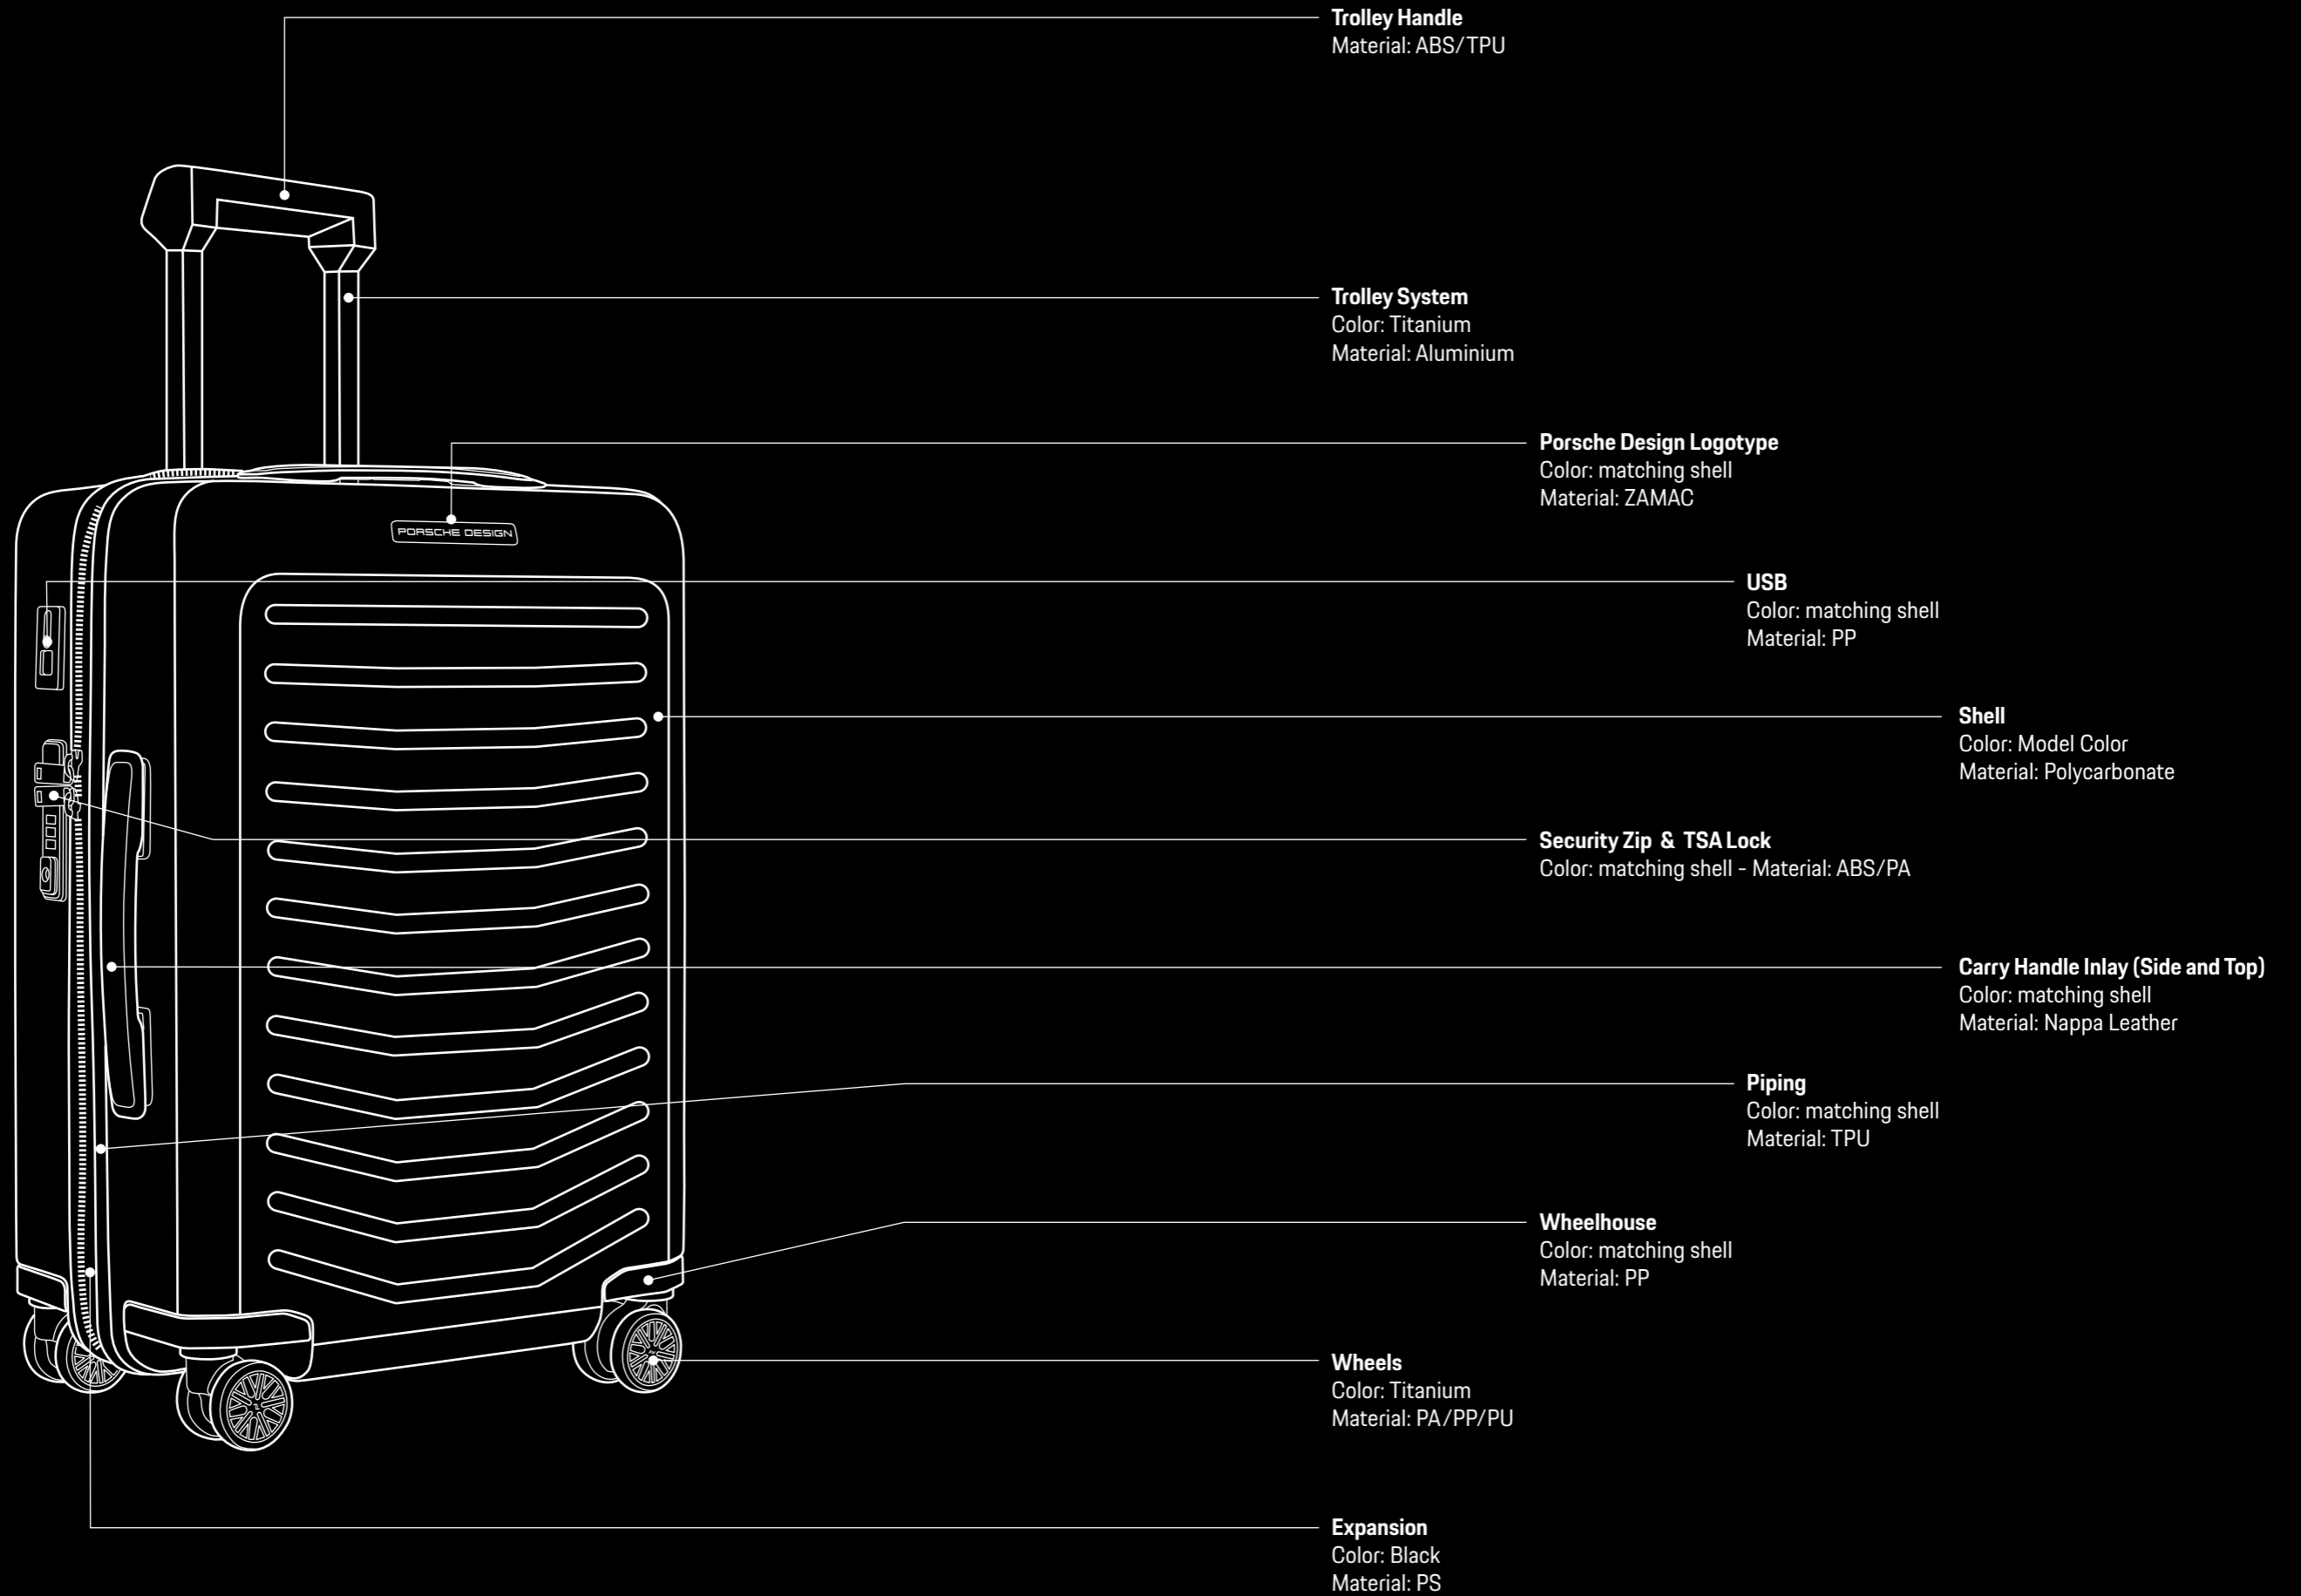 Trolley Handle
Material: ABS/TPU
Trolley System
Color: Titanium
Material: Aluminium
Porsche Design Logotype
Color: matching shell
Material: ZAMAC
PORSCHE DESIGN
USB
Color: matching shell
Material: PP
Shell
Color: Model Color
Material: Polycarbonate
Security Zip & TSA Lock
Color: matching shell - Material: ABS/PA
Carry Handle Inlay (Side and Top)
Color: matching shell
Material: Nappa Leather
Piping
Color: matching shell
Material: TPU
Wheelhouse
Color: matching shell
Material: PP
Wheels
Color: Titanium
Material: PA/PP/PU
Expansion
Color: Black
Material: PS